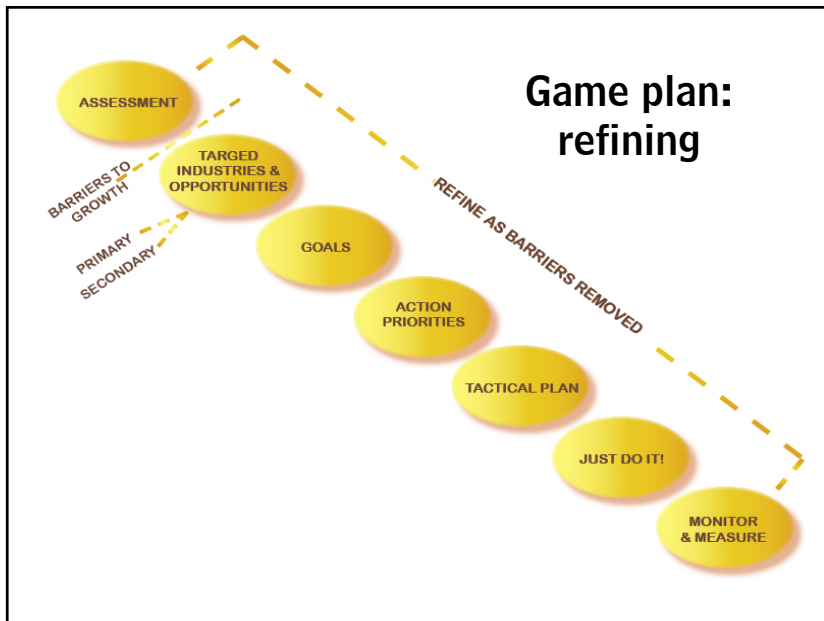 Game plan:
refining
ASSESSMENT
BARRIERS TO
GROWTH
TARGED
INDUSTRIES &
OPPORTUNITIES
PRIMARY
SECONDARY
GOALS
REFINE AS BARRIERS REMOVED
ACTION
PRIORITIES
TACTICAL PLAN
JUST DO IT!
MONITOR
& MEASURE